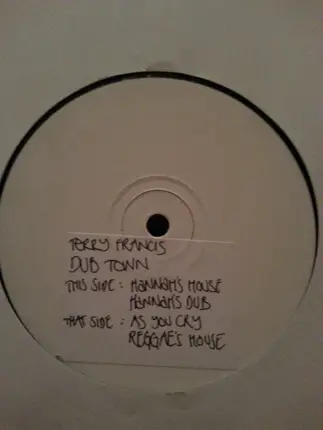 TERRY FRANCIS
DUB TOWN
THIS SIDE : HANNAH'S HOUSE
HANNAH'S DUB
THAT SIDE : AS YOU CRY
REGGAE'S HOUSE